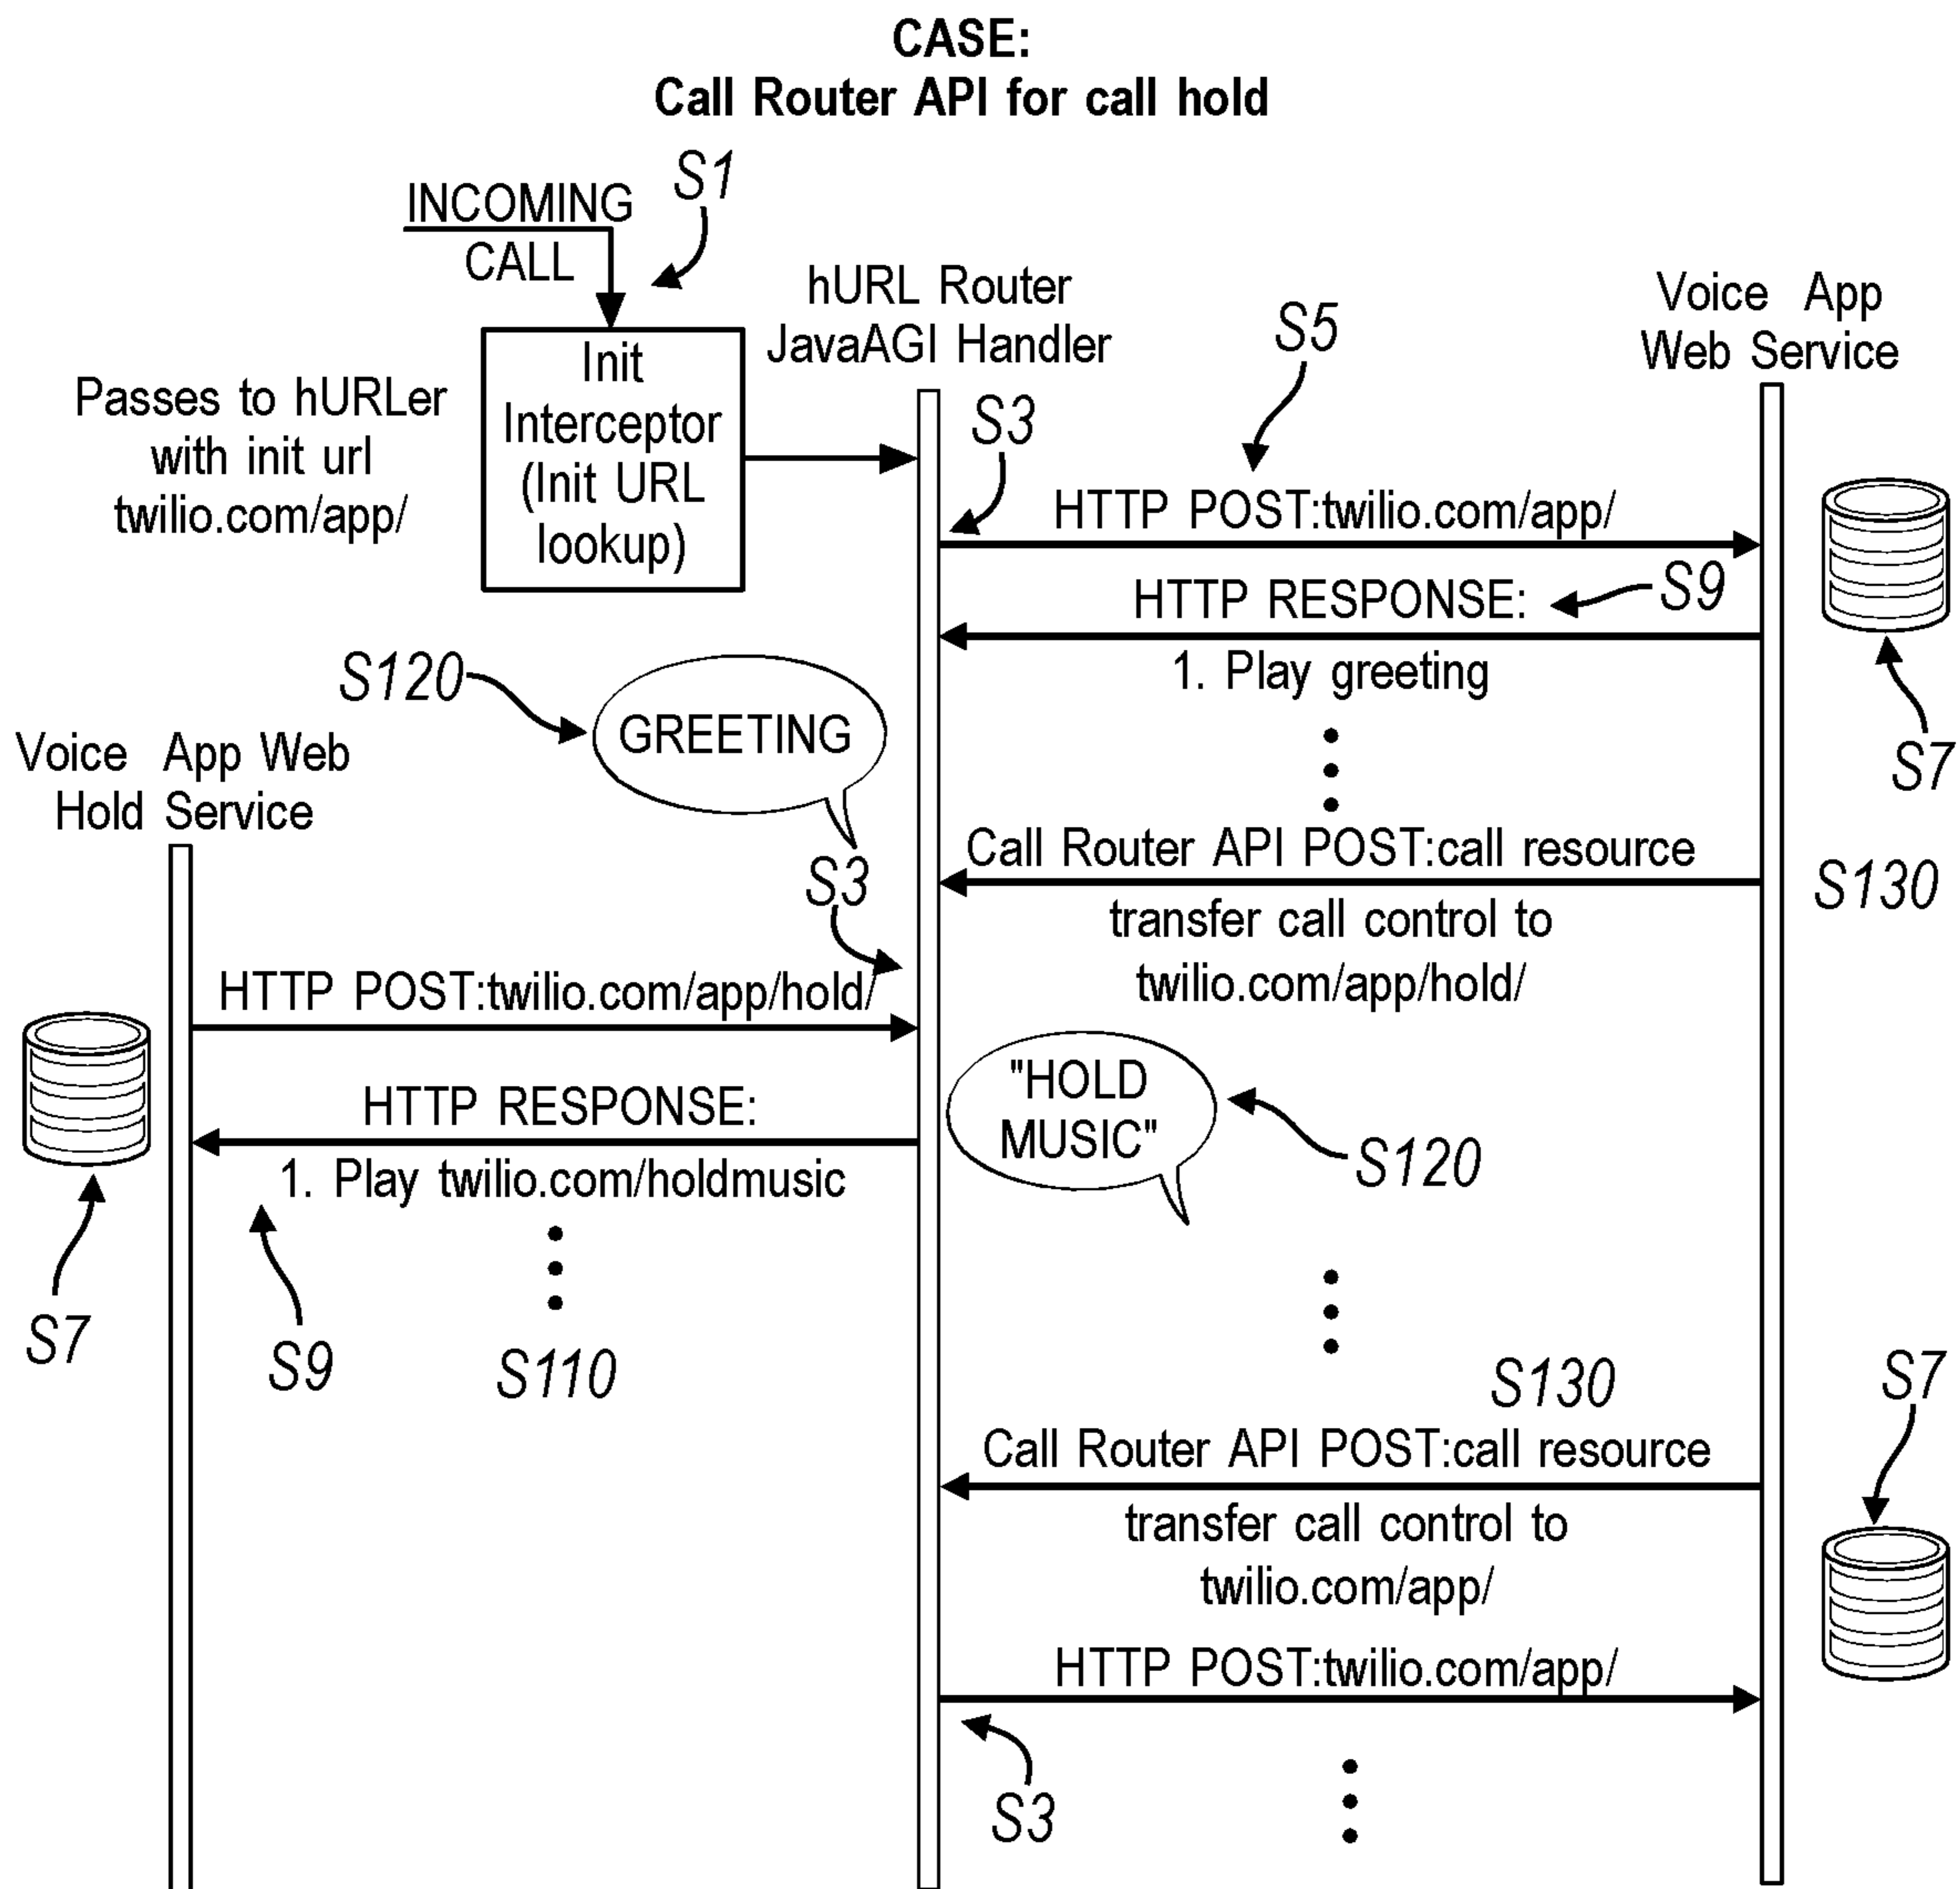 CASE:
Call Router API for call hold
S1
INCOMING
CALL
hURL Router
JavaAGI Handler
Voice App
Web Service
Passes to hURLer
with init url
twilio.com/app/
Init
Interceptor
(Init URL
lookup)
S3
S5
HTTP POST:twilio.com/app/
HTTP RESPONSE:
S9
1. Play greeting
S7
S120
GREETING
Voice App Web
Hold Service
S3
Call Router API POST:call resource
S130
transfer call control to
twilio.com/app/hold/
HTTP POST:twilio.com/app/hold/
"HOLD
MUSIC"
S120
HTTP RESPONSE:
1. Play twilio.com/holdmusic
S7
S9
S110
S130
S7
Call Router API POST:call resource
transfer call control to
twilio.com/app/
HTTP POST:twilio.com/app/
S3